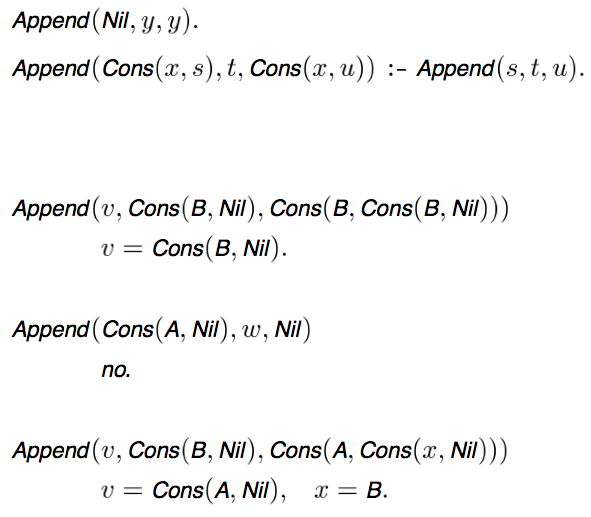 Append(Nil, y, y).
Append(Cons(x, s), t, Cons(x, u)) :- Append(s, t, u).
Append(v, Cons(B, Nil), Cons(B, Cons(B, Nil)))
v = Cons(B, Nil).
Append(Cons(A, Nil), w, Nil)
no.
Append(v, Cons(B, Nil), Cons(A, Cons(x, Nil)))
v = Cons(A, Nil), x = B.